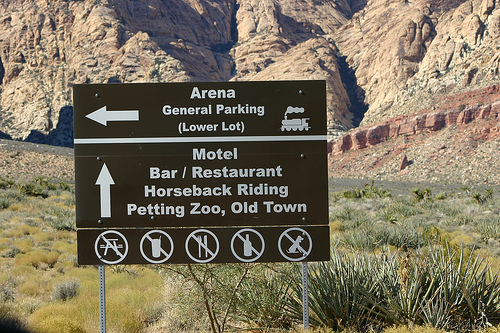 Arena
General Parking
(Lower Lot)
Motel
Bar / Restaurant
Horseback Riding
Petting Zoo, Old Town